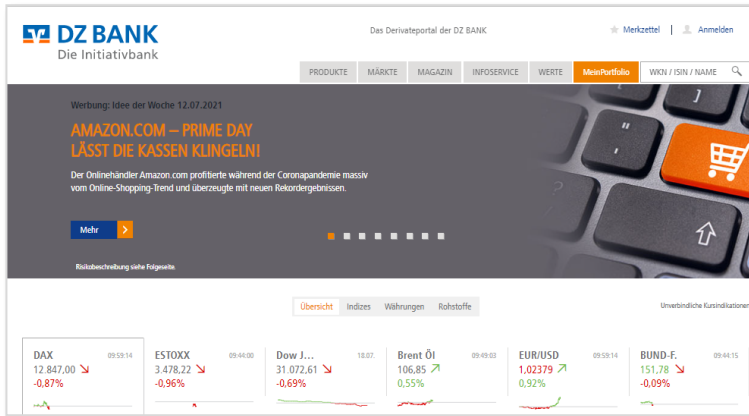 DZ BANK
Die Initiativbank
Das Derivateportal der DZ BANK
Merkzettel | Anmelden
PRODUKTE MÄRKTE MAGAZIN INFOSERVICE WERTE MeinPortfolio WKN / ISIN / NAME
Werbung: Idee der Woche 12.07.2021
AMAZON.COM – PRIME DAY
LÄSST DIE KASSEN KLINGELN!
Der Onlinehändler Amazon.com profitierte während der Coronapandemie massiv
vom Online-Shopping-Trend und überzeugte mit neuen Rekordergebnissen.
Mehr
Risikobeschreibung siehe Folgeseite.
Übersicht Indizes Währungen Rohstoffe
Unverbindliche Kursindikationen
DAX 09:59:14 ESTOXX 09:44:00 Dow J... 18.07. Brent Öl 09:49:03 EUR/USD 09:59:14 BUND-F. 09:44:15
12.847,00 3.478,22 31.072,61 106,85 1,02379 151,78
-0,87% -0,96% -0,69% 0,55% 0,92% -0,09%